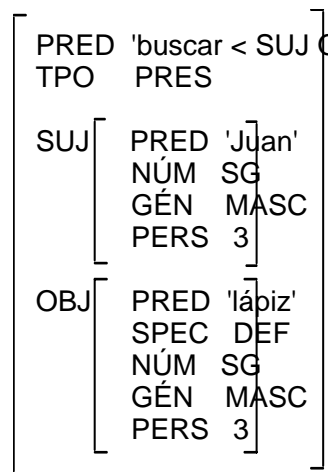 PRED 'buscar < SUJ
TPO PRES
SUJ PRED 'Juan'
NÚM SG
GÉN MASC
PERS 3
OBJ PRED 'lápiz'
SPEC DEF
NÚM SG
GÉN MASC
PERS 3